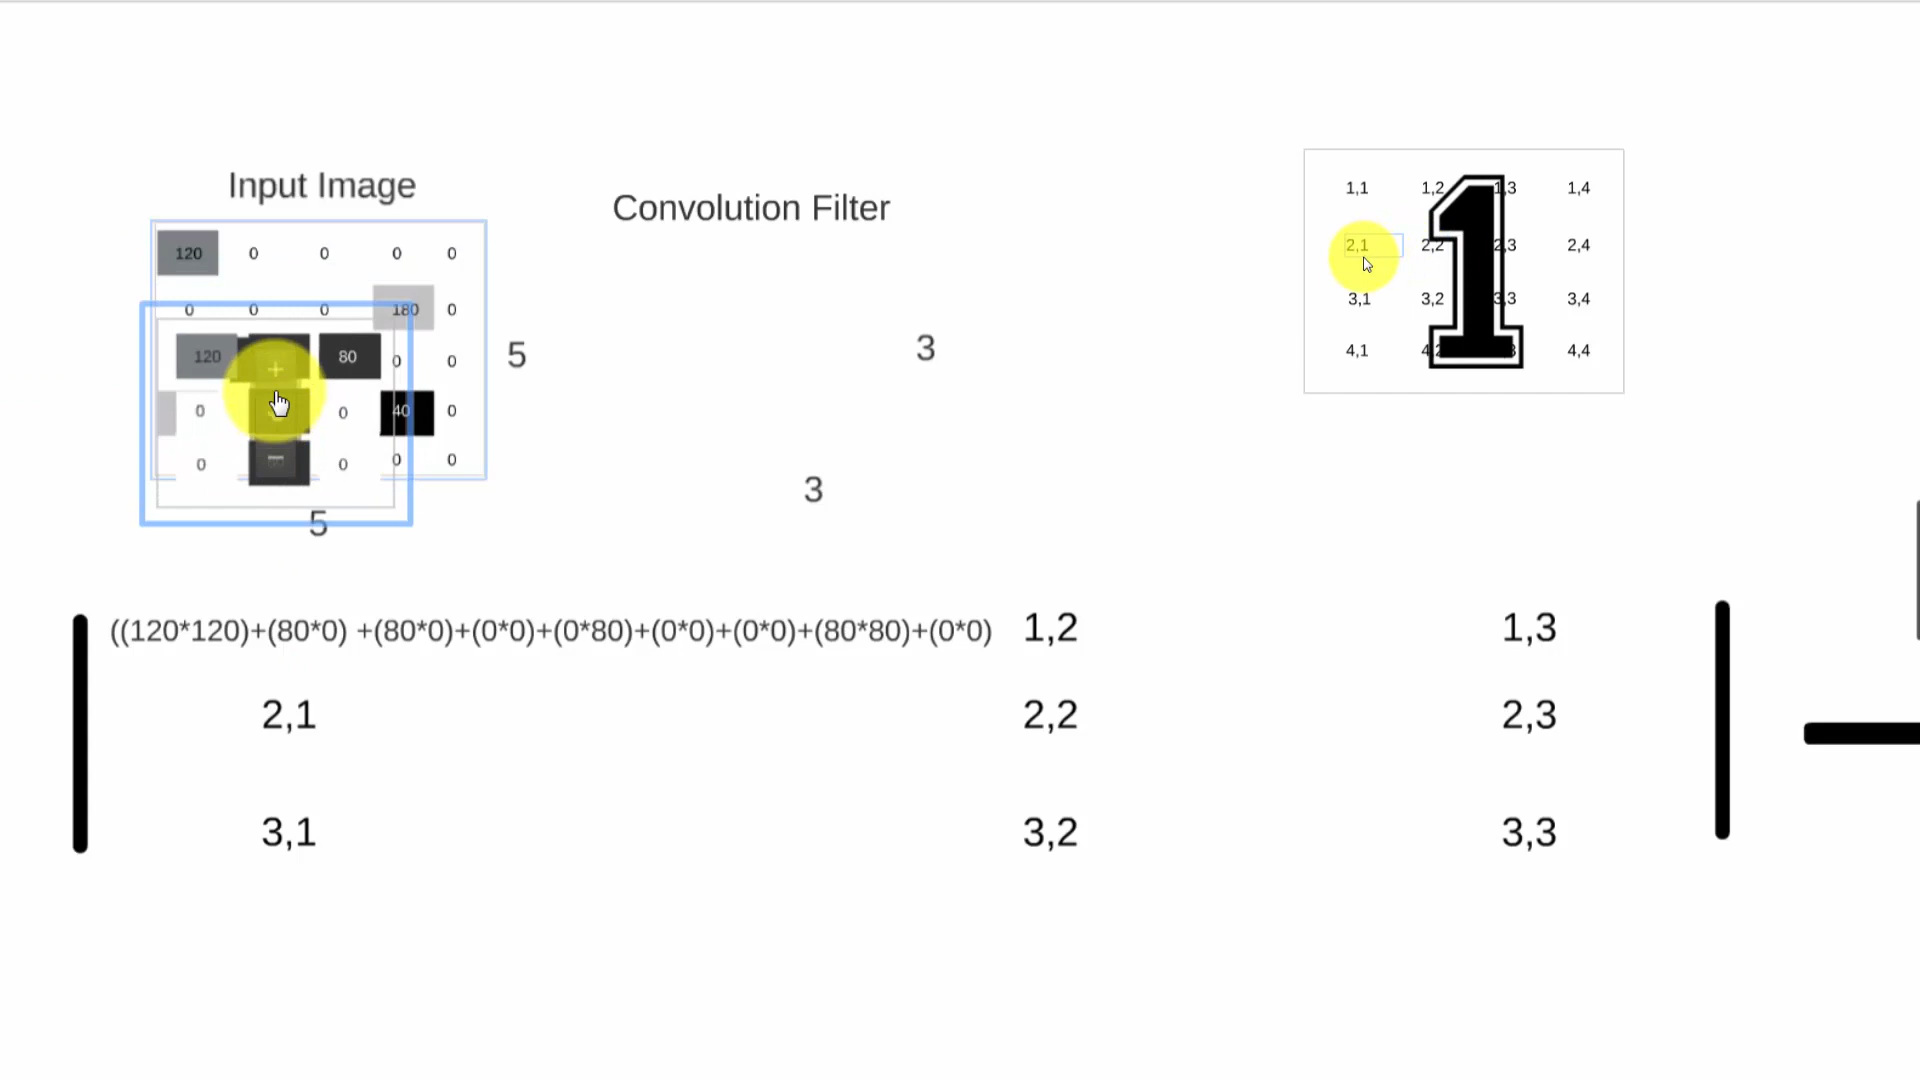 Input Image
Convolution Filter
120 0 0 0 0
0 0 0 180 0
120 80 0 0
0 0 40 0
0 0 0 0
5
5
3
3
1,1 1,2 1,3 1,4
2,1 2,2 2,3 2,4
3,1 3,2 3,3 3,4
4,1 4,2 3 4,4
1
((120*120)+(80*0) +(80*0)+(0*0)+(0*80)+(0*0)+(0*0)+(80*80)+(0*0) 1,2 1,3
2,1 2,2 2,3
3,1 3,2 3,3